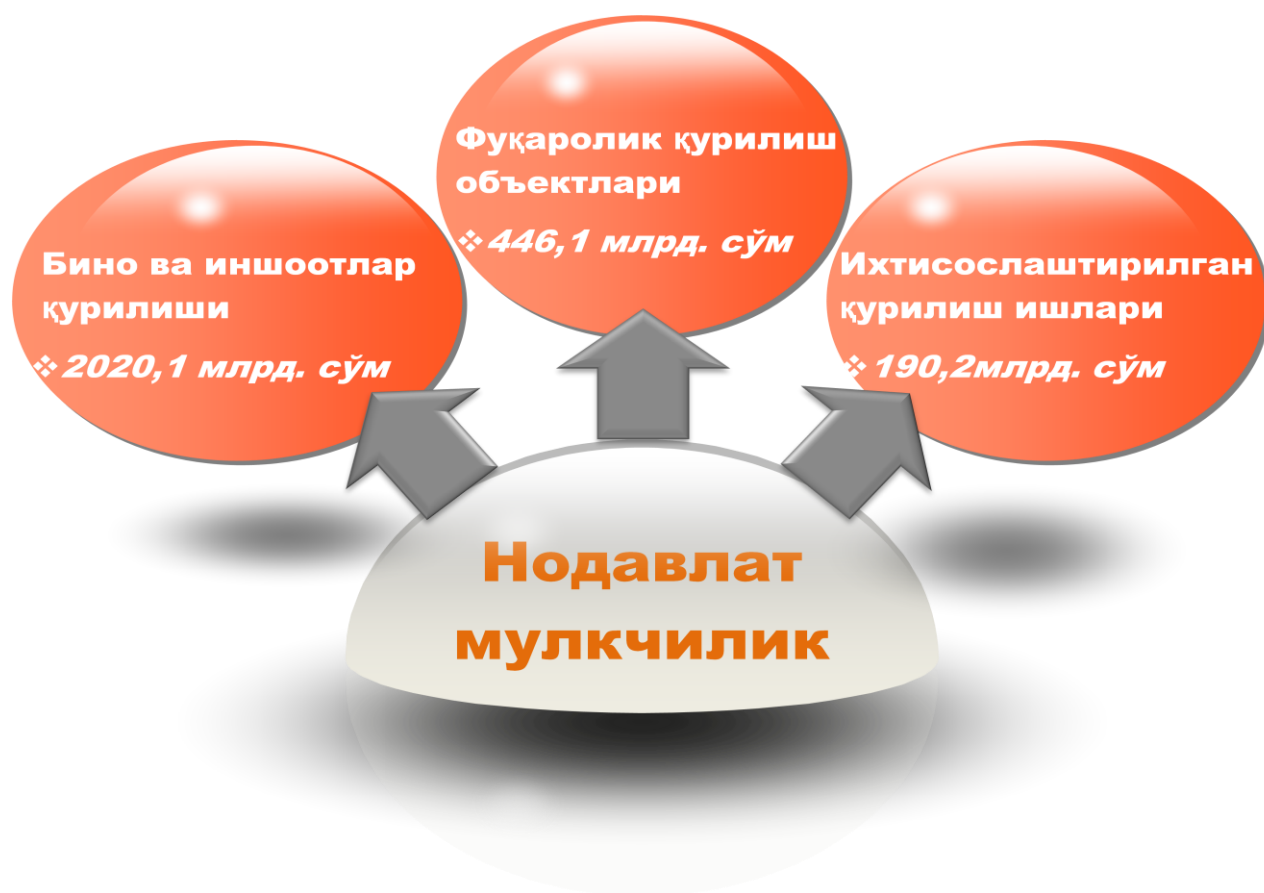 Бино ва иншоотлар
қурилиши
❖2020,1 млрд. сўм
Фуқаролик қурилиш
объектлари
❖446,1 млрд. сўм
Ихтисослаштирилган
қурилиш ишлари
❖190,2млрд. сўм
Нодавлат
мулкчилик